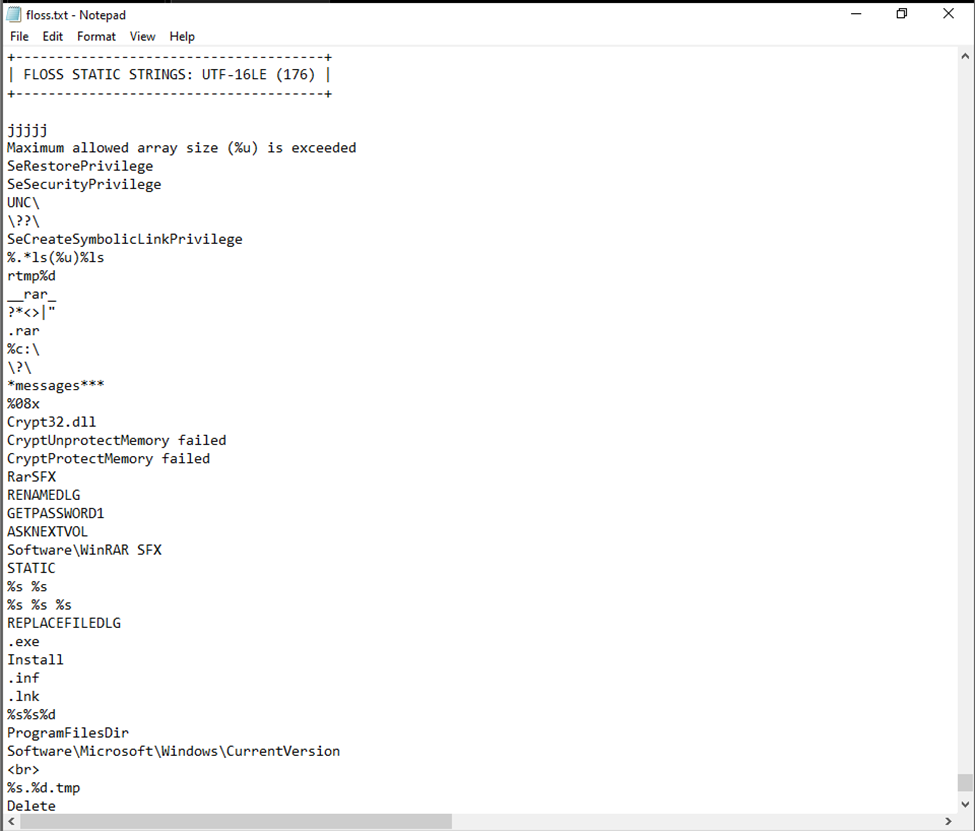 floss.txt - Notepad
File Edit Format View Help
+--------------------------------------+
| FLOSS STATIC STRINGS: UTF-16LE (176) |
+--------------------------------------+
jjjjj
Maximum allowed array size (%u) is exceeded
SeRestorePrivilege
SeSecurityPrivilege
UNC\
\??\
SeCreateSymbolicLinkPrivilege
%.*ls(%u)%ls
rtmp%d
__rar_
?*<>|"
.rar
%c:\
\?\
*messages***
%08x
Crypt32.dll
CryptUnprotectMemory failed
CryptProtectMemory failed
RarSFX
RENAMEDLG
GETPASSWORD1
ASKNEXTVOL
Software\WinRAR SFX
STATIC
%s %s
%s %s %s
REPLACEFILEDLG
.exe
Install
.inf
.lnk
%s%s%d
ProgramFilesDir
Software\Microsoft\Windows\CurrentVersion
<br>
%s.%d.tmp
Delete